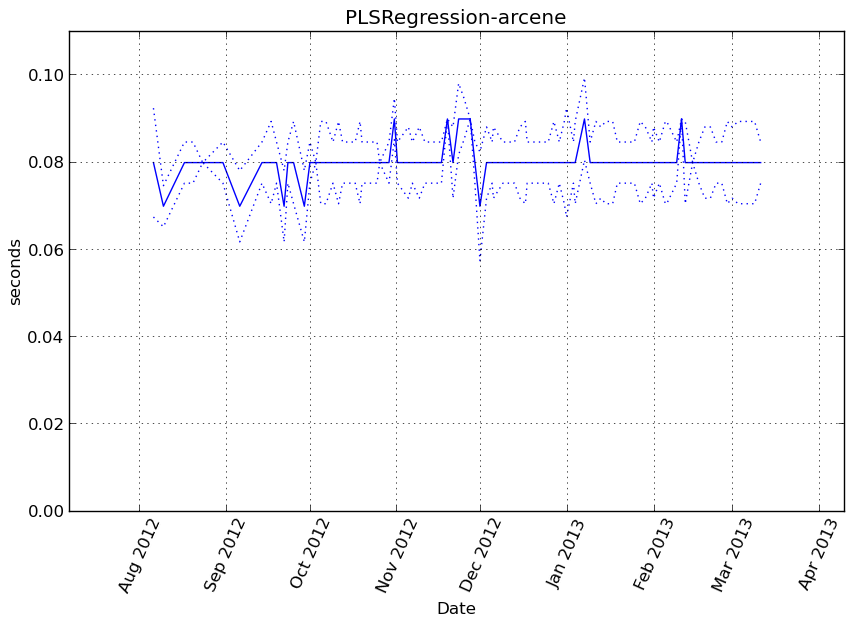 PLSRegression-arcene
0.10
0.08
0.06
0.04
0.02
0.00
seconds
Aug 2012
Sep 2012
Oct 2012
Nov 2012
Dec 2012
Jan 2013
Feb 2013
Mar 2013
Apr 2013
Date